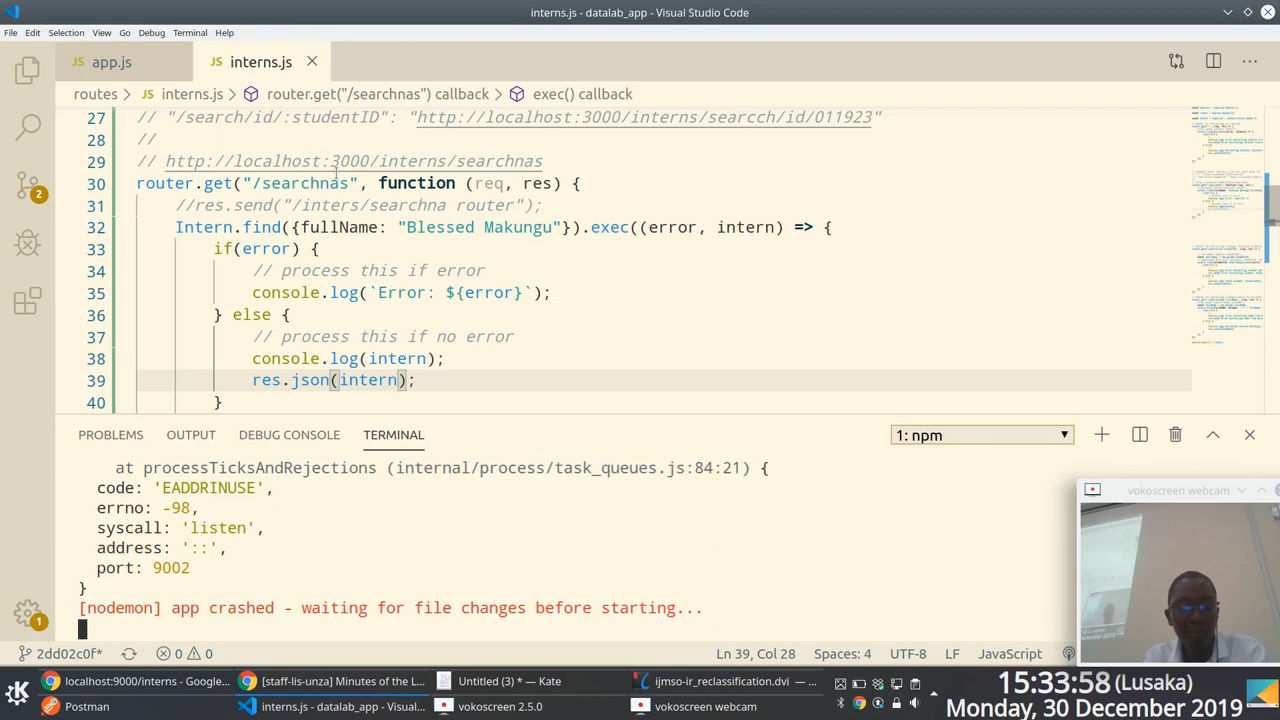 interns.js - datalab_app - Visual Studio Code
File Edit Selection View Go Debug Terminal Help
JS app.js JS interns.js
routes › JS interns.js › router.get("/searchnas") callback › exec() callback
27 // "/search/id/:studentID": "http://localhost:3000/interns/searcch/id/011923"
28 //
29 // http://localhost:3000/interns/searchnas
30 router.get("/searchnas" function (req, res) {
31 //res.send("/interns/searchnas route
32 Intern.find({fullName: "Blessed Makungu"}).exec((error, intern) => {
33 if(error) {
34 // process this if error
35 console.log(`Error: ${error}`);
36 } else {
37 // process this if no error
38 console.log(intern);
39 res.json(intern);
40 }
PROBLEMS OUTPUT DEBUG CONSOLE TERMINAL 1: npm
at processTicksAndRejections (internal/process/task_queues.js:84:21) {
code: 'EADDRINUSE',
errno: -98,
syscall: 'listen',
address: '::',
port: 9002
}
[nodemon] app crashed - waiting for file changes before starting...
vokoscreen webcam
2dd02c0f* 0 0 Ln 39, Col 28 Spaces: 4 UTF-8 LF JavaScript
2
1
localhost:9000/interns - Google... [staff-lis-unza] Minutes of the L... Untitled (3) * — Kate ijmso-ir_reclassification.dvi —...
Postman interns.js - datalab_app - Visual... vokoscreen 2.5.0 vokoscreen webcam
15:33:58 (Lusaka)
Monday, 30 December 2019